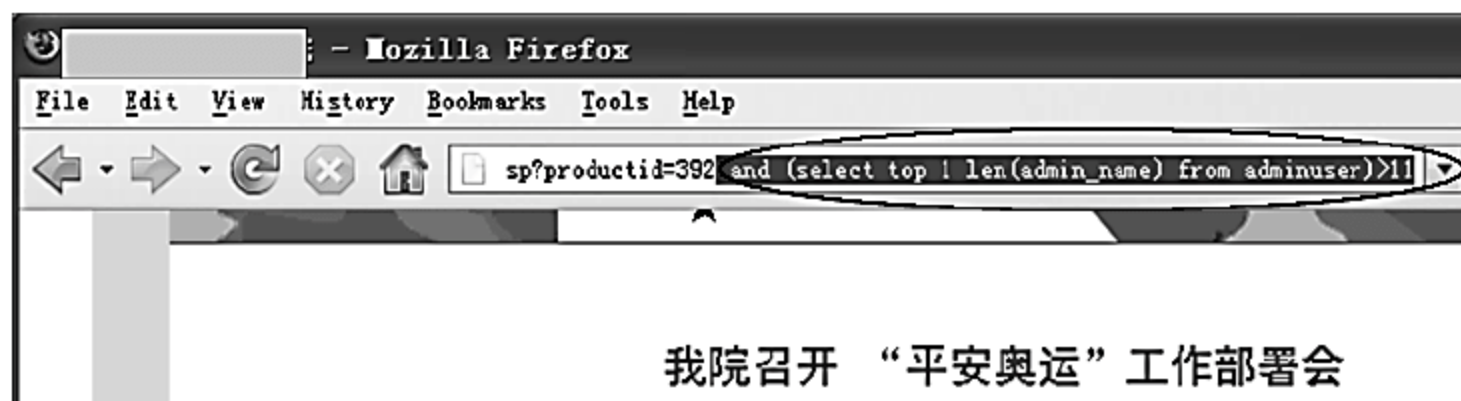 - Mozilla Firefox
File Edit View History Bookmarks Tools Help
sp?productid=392 and (select top 1 len(admin_name) from adminuser)>11
我院召开 “平安奥运”工作部署会